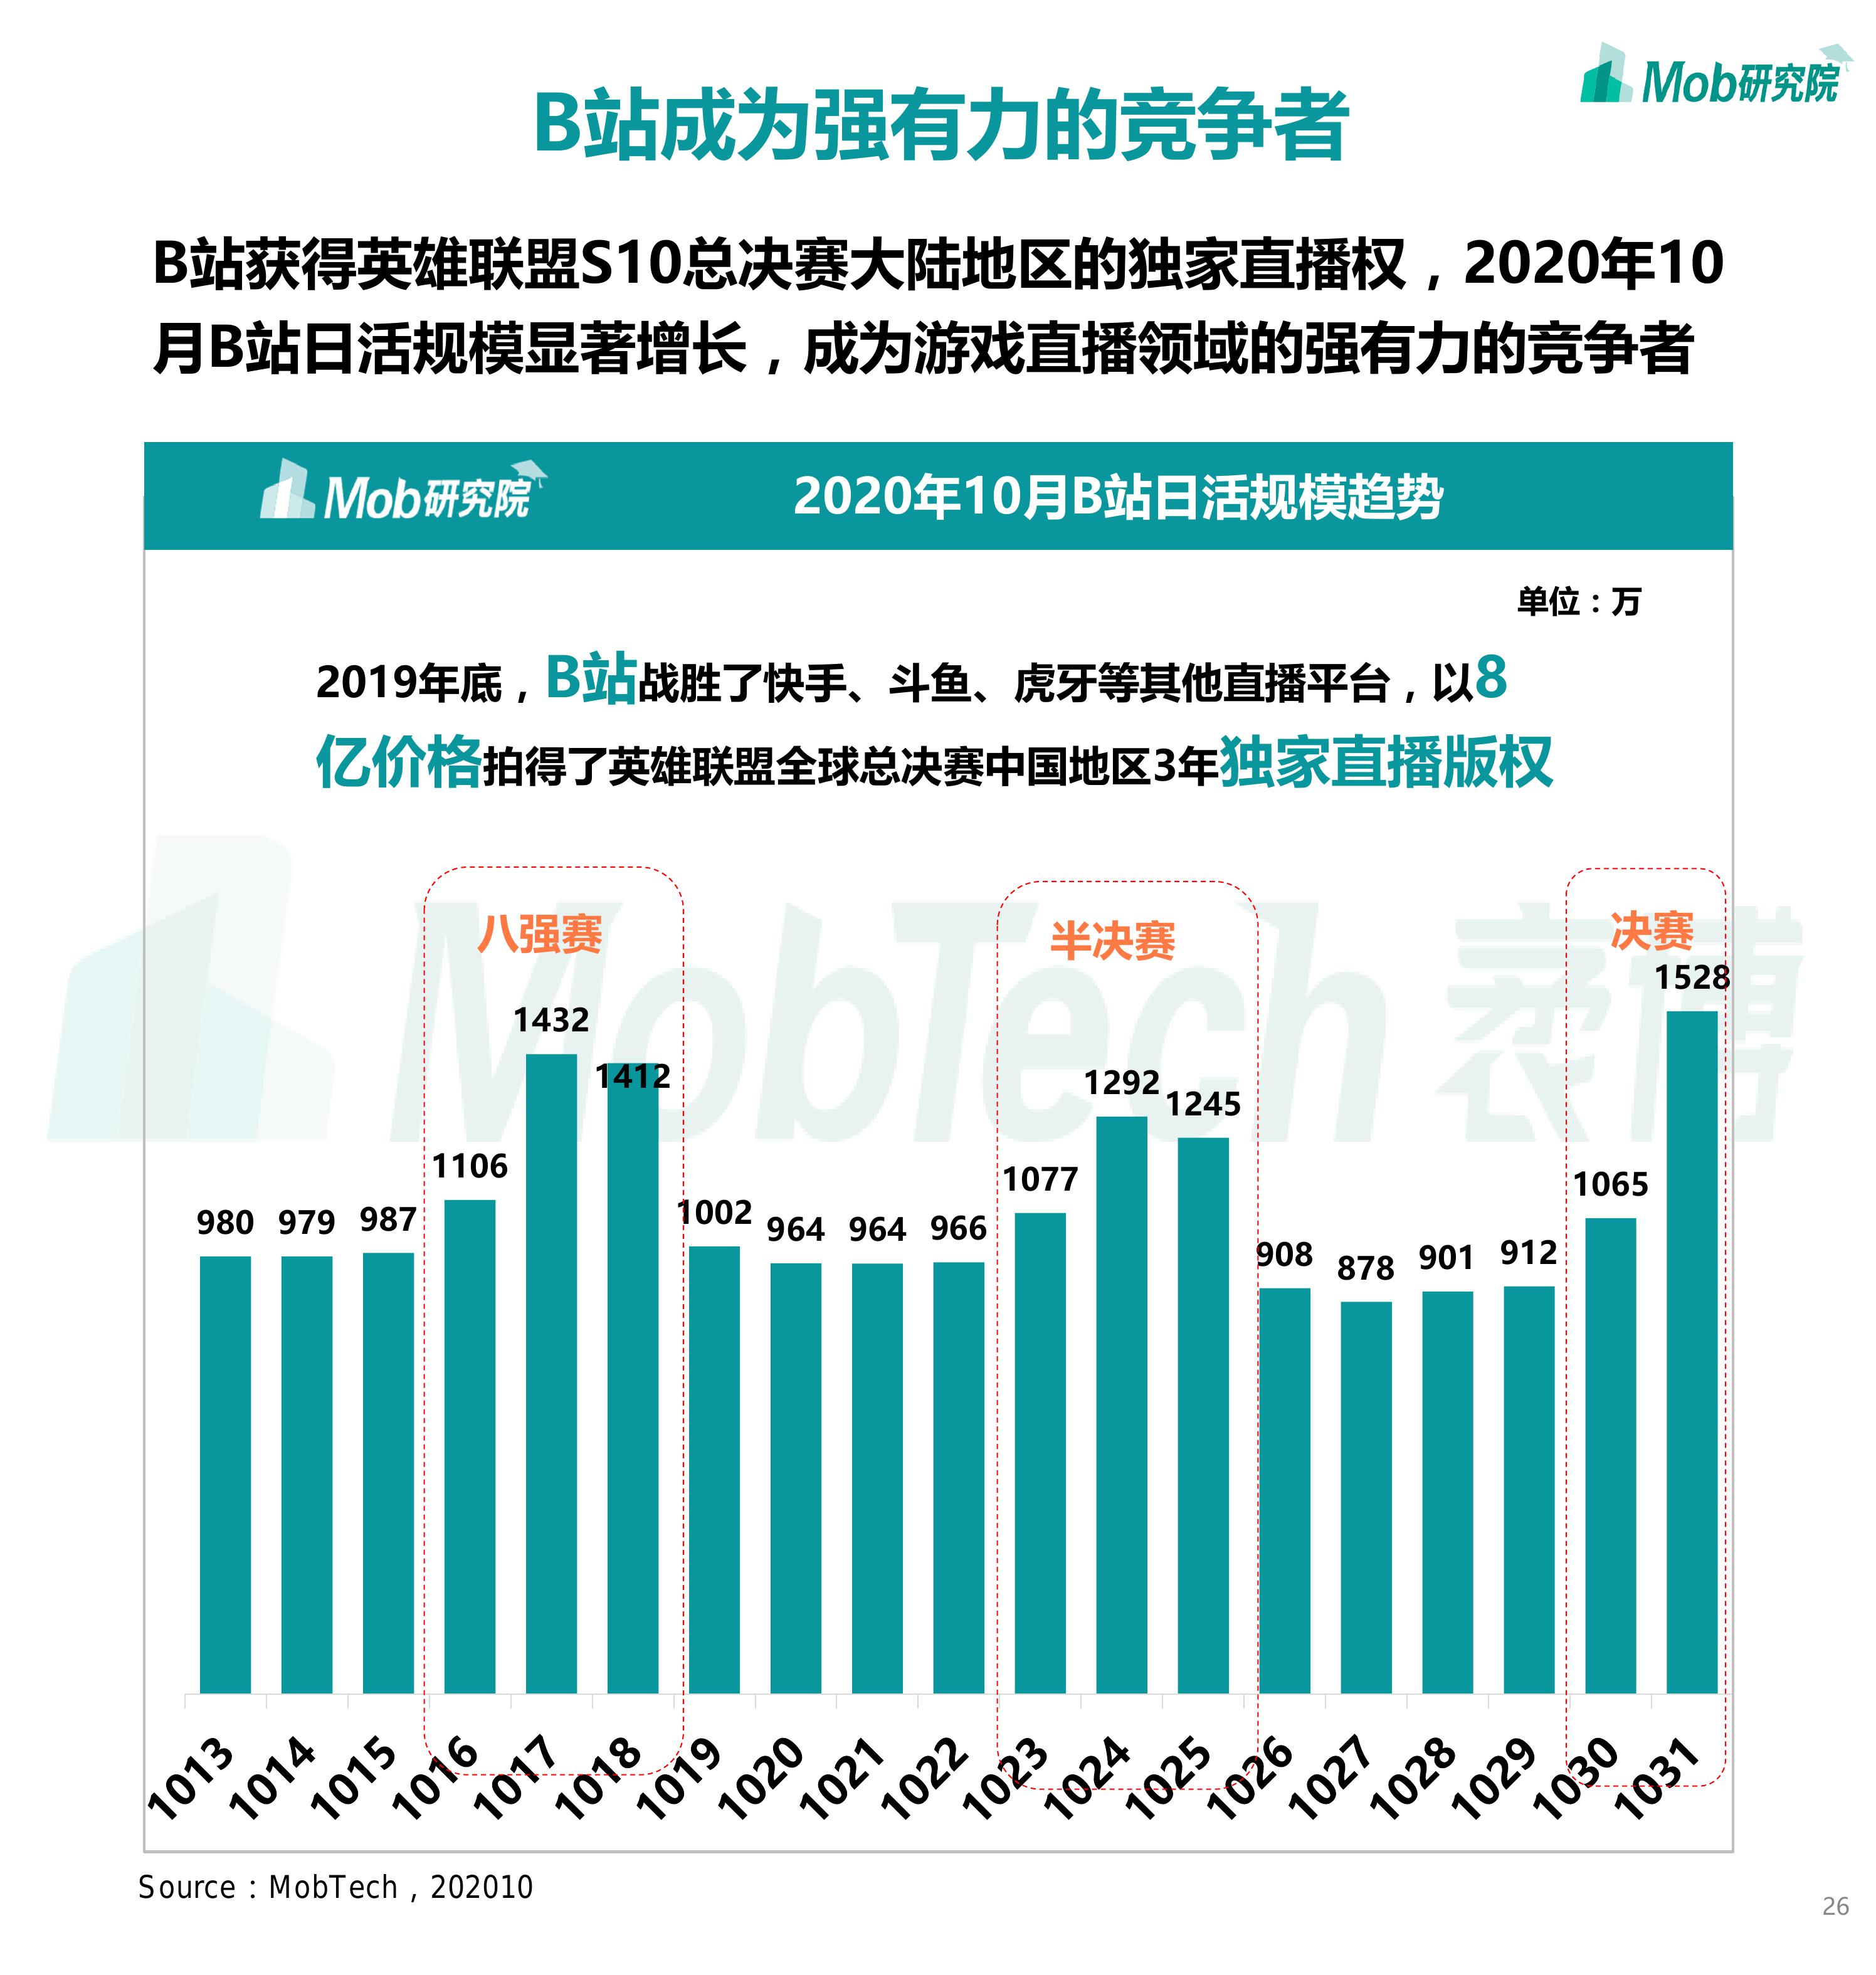 Mob研究院
B站成为强有力的竞争者
B站获得英雄联盟S10总决赛大陆地区的独家直播权，2020年10
月B站日活规模显著增长，成为游戏直播领域的强有力的竞争者
Mob研究院 2020年10月B站日活规模趋势
单位：万
2019年底，B站战胜了快手、斗鱼、虎牙等其他直播平台，以8
亿价格拍得了英雄联盟全球总决赛中国地区3年独家直播版权
MobTech 袤博
八强赛 半决赛 决赛
980 979 987 1106 1432 1412 1002 964 964 966 1077 1292 1245 908 878 901 912 1065 1528
1013 1014 1015 1016 1017 1018 1019 1020 1021 1022 1023 1024 1025 1026 1027 1028 1029 1030 1031
Source：MobTech，202010
26